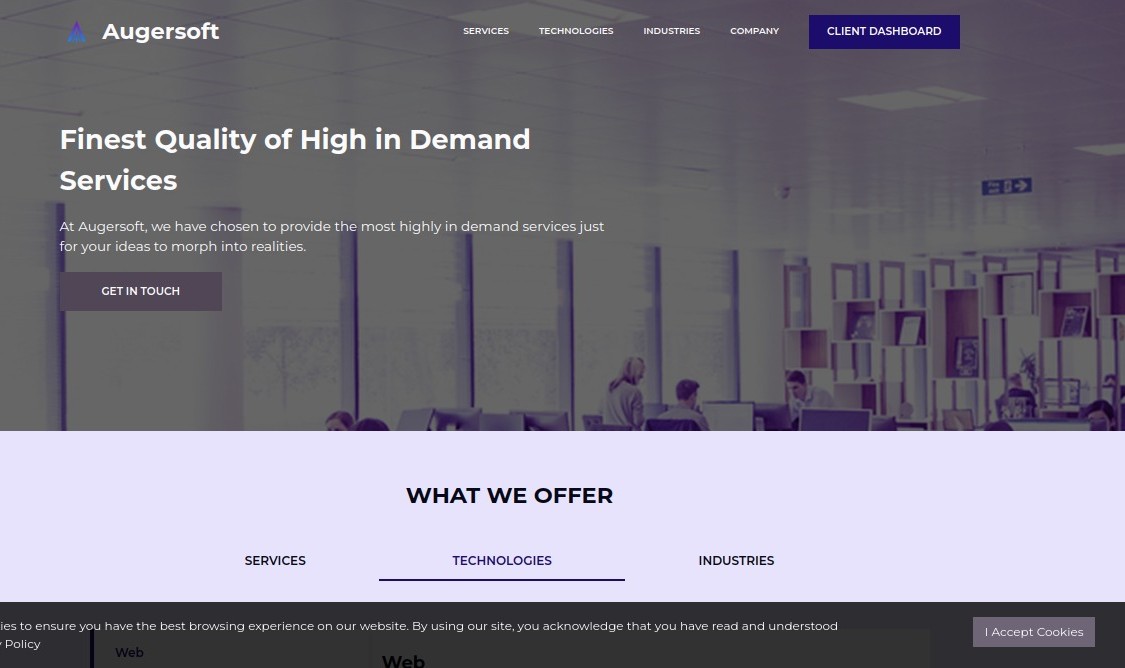 Augersoft
SERVICES
TECHNOLOGIES
INDUSTRIES
COMPANY
CLIENT DASHBOARD
Finest Quality of High in Demand
Services
At Augersoft, we have chosen to provide the most highly in demand services just
for your ideas to morph into realities.
GET IN TOUCH
WHAT WE OFFER
SERVICES
TECHNOLOGIES
INDUSTRIES
ies to ensure you have the best browsing experience on our website. By using our site, you acknowledge that you have read and understood
y Policy
I Accept Cookies
Web
Web